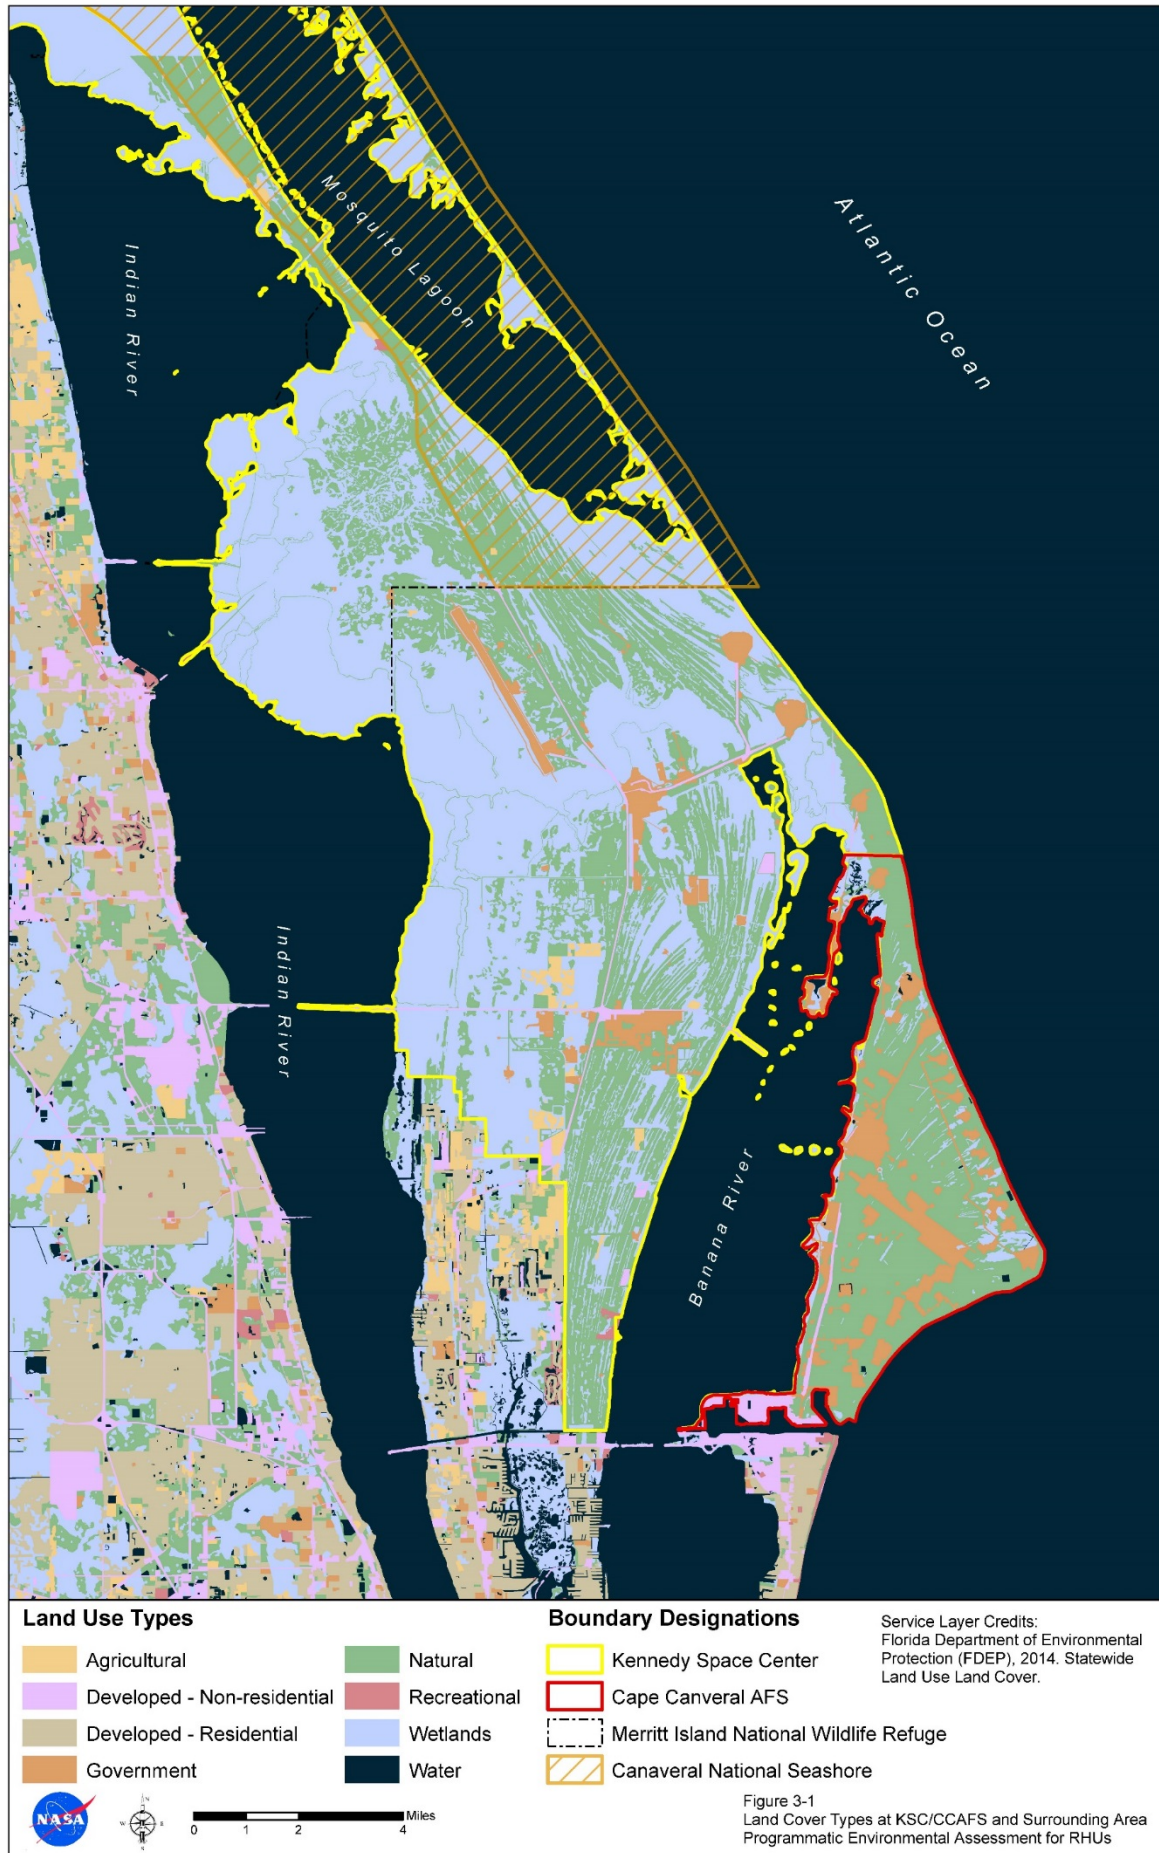 Atlantic Ocean
Mosquito Lagoon
Indian River
Indian River
Banana River
Land Use Types
Agricultural
Developed - Non-residential
Developed - Residential
Government
Natural
Recreational
Wetlands
Water
Boundary Designations
Kennedy Space Center
Cape Canveral AFS
Merritt Island National Wildlife Refuge
Canaveral National Seashore
Service Layer Credits:
Florida Department of Environmental
Protection (FDEP), 2014. Statewide
Land Use Land Cover.
NASA
N
W
E
S
0 1 2 4 Miles
Figure 3-1
Land Cover Types at KSC/CCAFS and Surrounding Area
Programmatic Environmental Assessment for RHUs